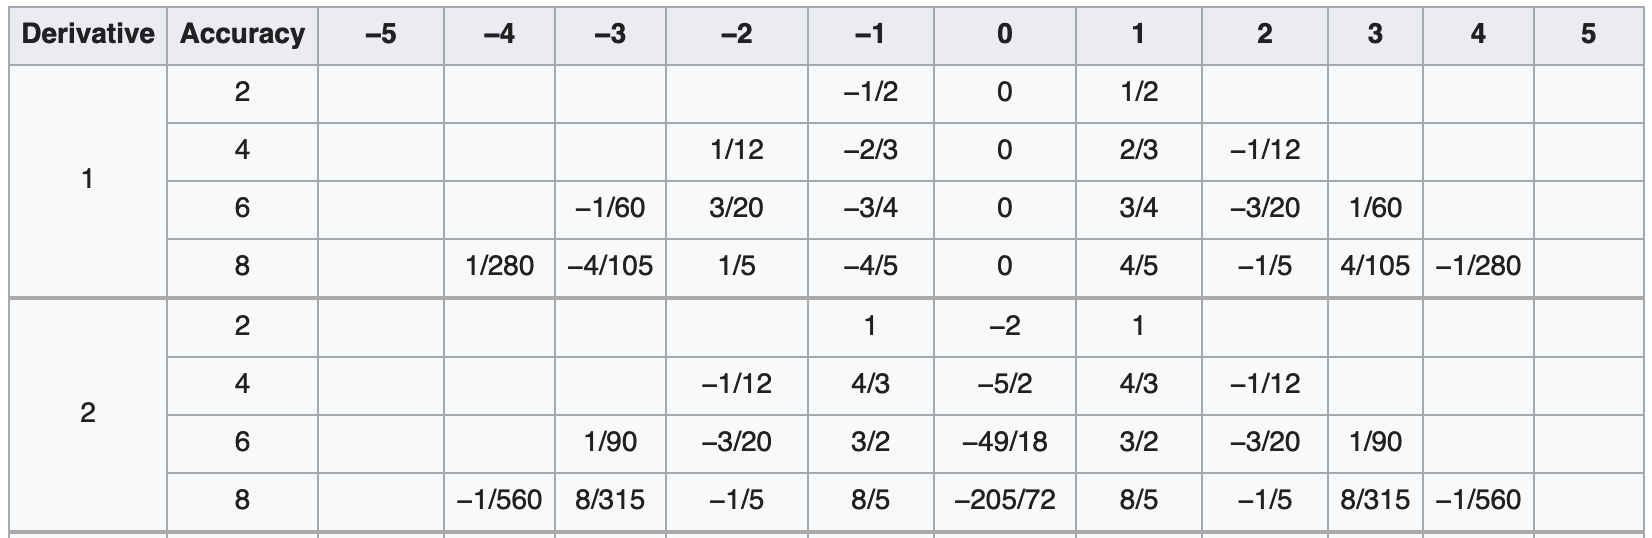 Derivative Accuracy –5 –4 –3 –2 –1 0 1 2 3 4 5
2 –1/2 0 1/2
4 1/12 –2/3 0 2/3 –1/12
1
6 –1/60 3/20 –3/4 0 3/4 –3/20 1/60
8 1/280 –4/105 1/5 –4/5 0 4/5 –1/5 4/105 –1/280
2 1 –2 1
4 –1/12 4/3 –5/2 4/3 –1/12
2
6 1/90 –3/20 3/2 –49/18 3/2 –3/20 1/90
8 –1/560 8/315 –1/5 8/5 –205/72 8/5 –1/5 8/315 –1/560